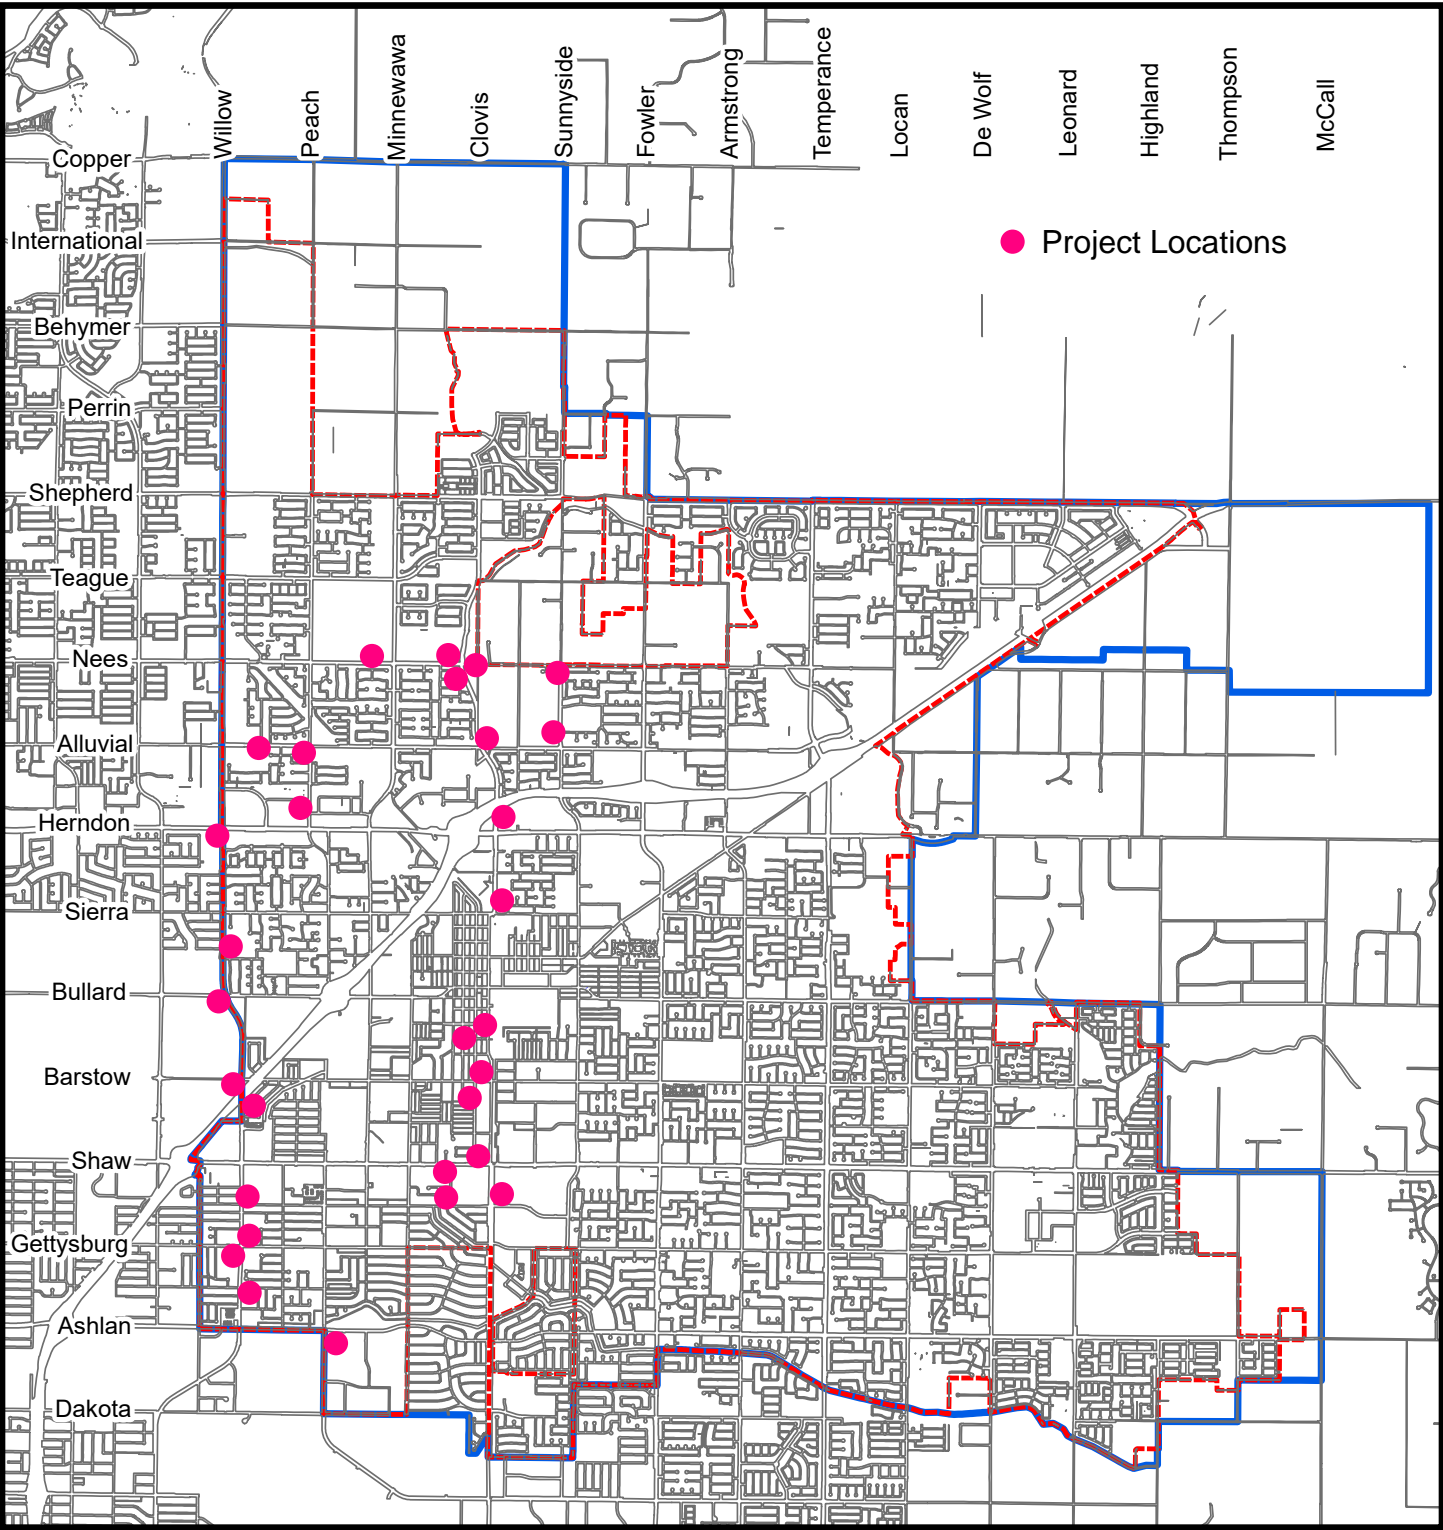 Willow
Peach
Minnewawa
Clovis
Sunnyside
Fowler
Armstrong
Temperance
Locan
De Wolf
Leonard
Highland
Thompson
McCall
Copper
International
Project Locations
Behymer
Perrin
Shepherd
Teague
Nees
Alluvial
Herndon
Sierra
Bullard
Barstow
Shaw
Gettysburg
Ashlan
Dakota